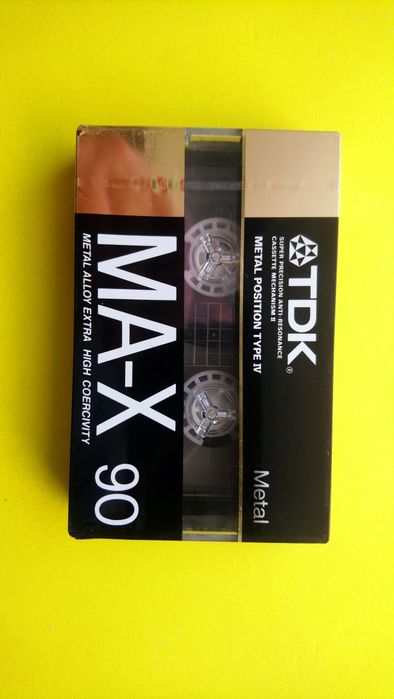 TDK®
SUPER PRECISION ANTI-RESONANCE
CASSETTE MECHANISM II
METAL POSITION TYPE IV
Metal
MA-X 90
METAL ALLOY EXTRA HIGH COERCIVITY